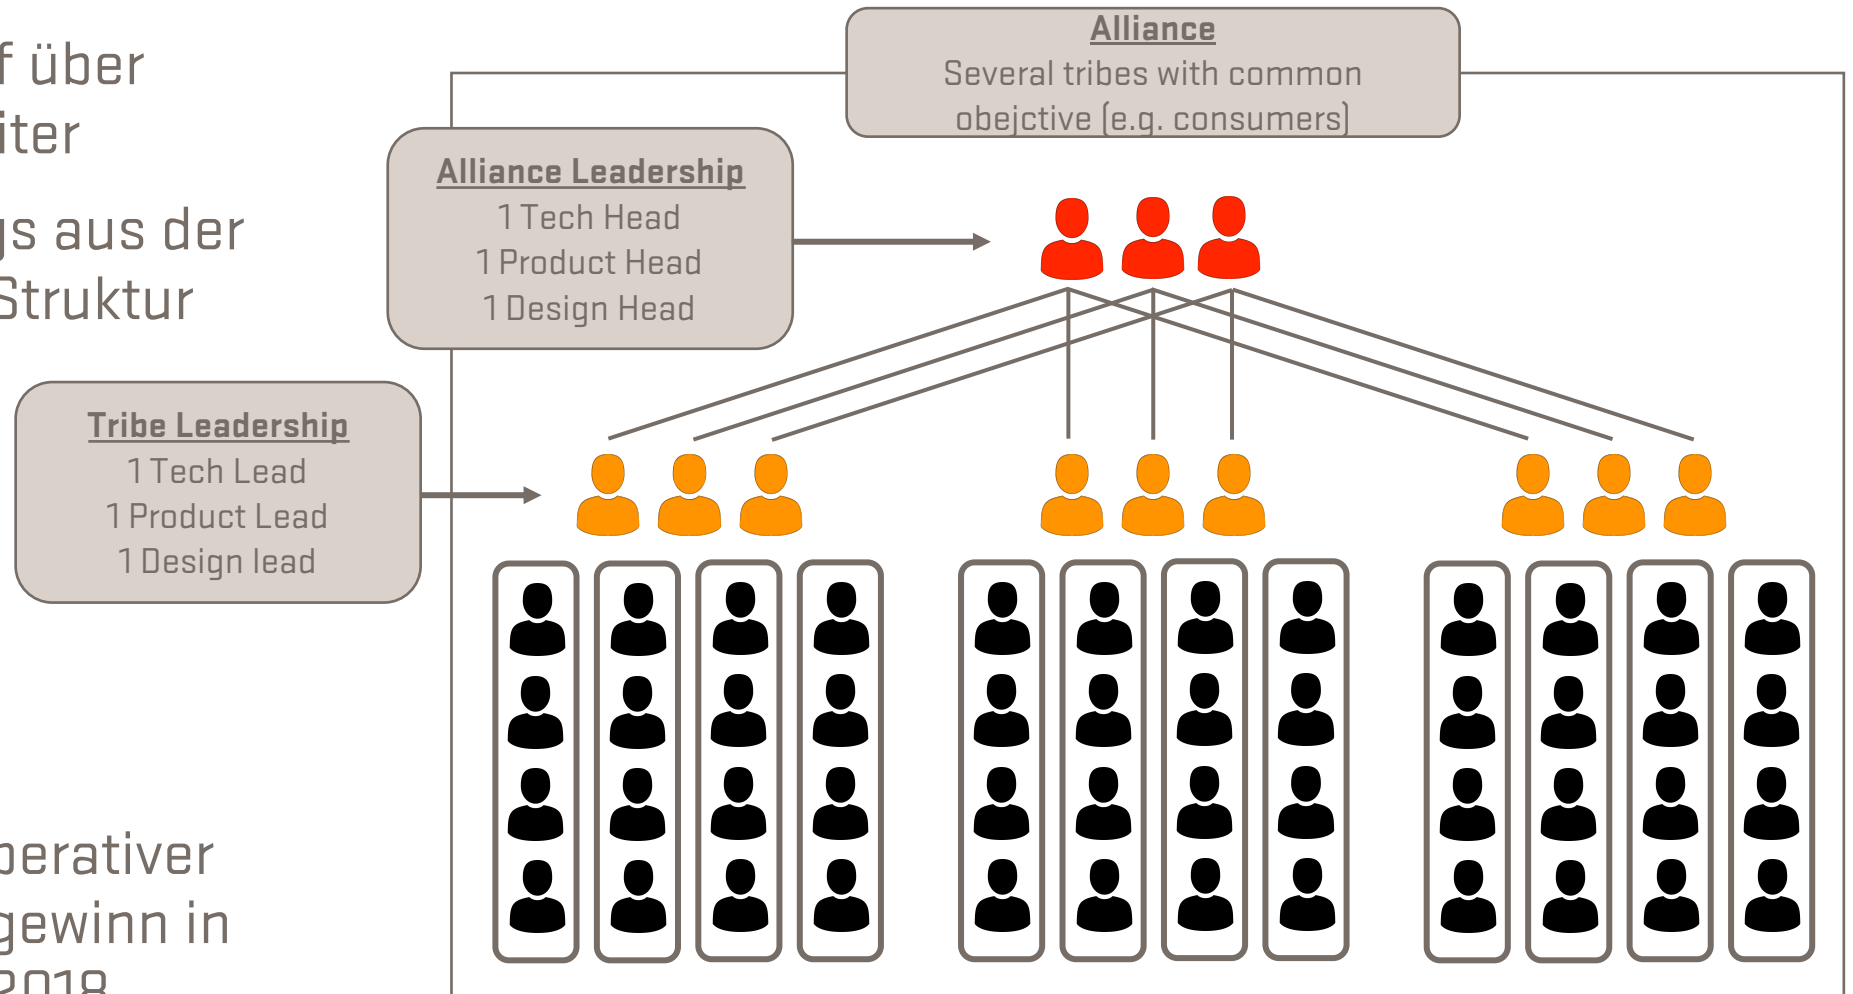 f über
iter
gs aus der
Struktur
perativer
gewinn in
2018
Alliance
Several tribes with common
obejctive (e.g. consumers)
Alliance Leadership
1 Tech Head
1 Product Head
1 Design Head
Tribe Leadership
1 Tech Lead
1 Product Lead
1 Design lead